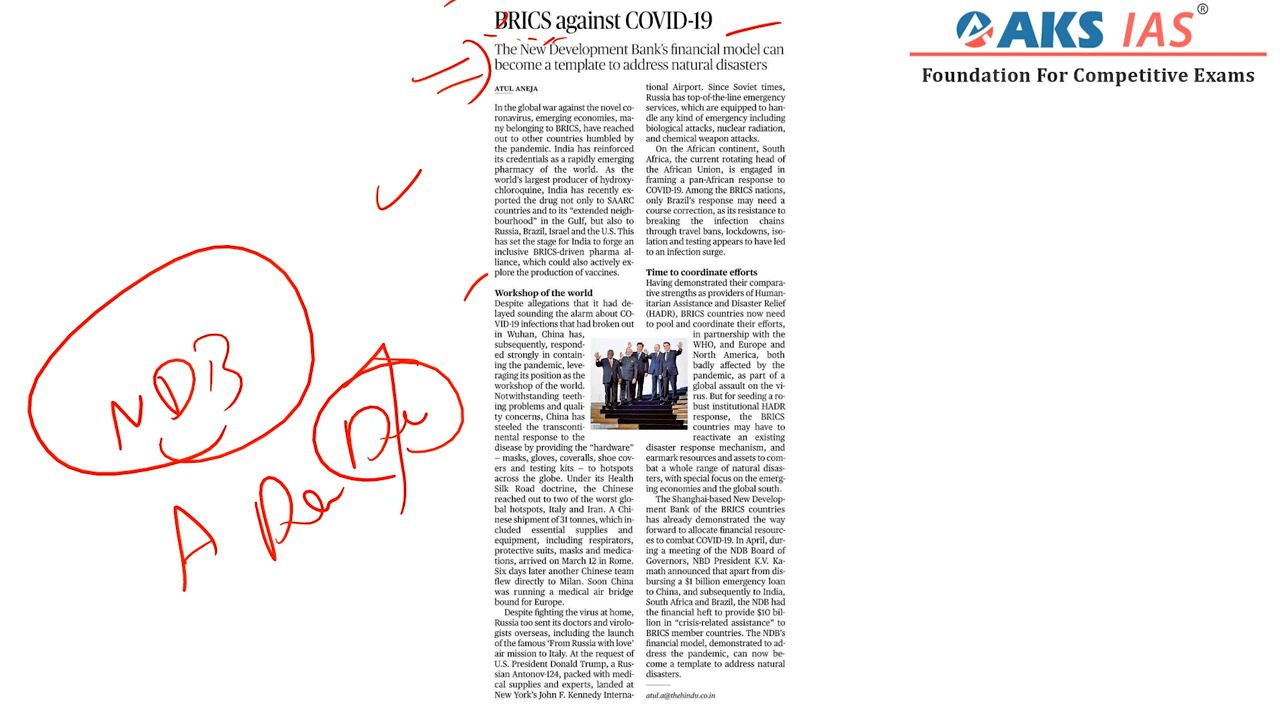 BRICS against COVID-19
The New Development Bank's financial model can
become a template to address natural disasters
ATUL ANEJA
In the global war against the novel co-
ronavirus, emerging economies, ma-
ny belonging to BRICS, have reached
out to other countries humbled by
the pandemic. India has reinforced
its credentials as a rapidly emerging
pharmacy of the world. As the
world's largest producer of hydroxy-
chloroquine, India has recently ex-
ported the drug not only to SAARC
countries and to its "extended neigh-
bourhood" in the Gulf, but also to
Russia, Brazil, Israel and the U.S. This
has set the stage for India to forge an
inclusive BRICS-driven pharma al-
liance, which could also actively ex-
plore the production of vaccines.
Workshop of the world
Despite allegations that it had de-
layed sounding the alarm about CO-
VID-19 infections that had broken out
in Wuhan, China has,
subsequently, respond-
ed strongly in contain-
ing the pandemic, leve-
raging its position as the
workshop of the world.
Notwithstanding teeth-
ing problems and quali-
ty concerns, China has
steeled the transconti-
nental response to the
disease by providing the "hardware"
– masks, gloves, coveralls, shoe cov-
ers and testing kits – to hotspots
across the globe. Under its Health
Silk Road doctrine, the Chinese
reached out to two of the worst glo-
bal hotspots, Italy and Iran. A Chi-
nese shipment of 31 tonnes, which in-
cluded essential supplies and
equipment, including respirators,
protective suits, masks and medica-
tions, arrived on March 12 in Rome.
Six days later another Chinese team
flew directly to Milan. Soon China
was running a medical air bridge
bound for Europe.
Despite fighting the virus at home,
Russia too sent its doctors and virolo-
gists overseas, including the launch
of the famous 'From Russia with love'
air mission to Italy. At the request of
U.S. President Donald Trump, a Rus-
sian Antonov-124, packed with medi-
cal supplies and experts, landed at
New York's John F. Kennedy Interna-
tional Airport. Since Soviet times,
Russia has top-of-the-line emergency
services, which are equipped to han-
dle any kind of emergency including
biological attacks, nuclear radiation,
and chemical weapon attacks.
On the African continent, South
Africa, the current rotating head of
the African Union, is engaged in
framing a pan-African response to
COVID-19. Among the BRICS nations,
only Brazil's response may need a
course correction, as its resistance to
breaking the infection chains
through travel bans, lockdowns, iso-
lation and testing appears to have led
to an infection surge.
Time to coordinate efforts
Having demonstrated their compara-
tive strengths as providers of Human-
itarian Assistance and Disaster Relief
(HADR), BRICS countries now need
to pool and coordinate their efforts,
in partnership with the
WHO, and Europe and
North America, both
badly affected by the
pandemic, as part of a
global assault on the vi-
rus. But for seeding a ro-
bust institutional HADR
response, the BRICS
countries may have to
reactivate an existing
disaster response mechanism, and
earmark resources and assets to com-
bat a whole range of natural disas-
ters, with special focus on the emerg-
ing economies and the global south.
The Shanghai-based New Develop-
ment Bank of the BRICS countries
has already demonstrated the way
forward to allocate financial resourc-
es to combat COVID-19. In April, dur-
ing a meeting of the NDB Board of
Governors, NBD President K.V. Ka-
math announced that apart from dis-
bursing a $1 billion emergency loan
to China, and subsequently to India,
South Africa and Brazil, the NDB had
the financial heft to provide $10 bil-
lion in "crisis-related assistance" to
BRICS member countries. The NDB's
financial model, demonstrated to ad-
dress the pandemic, can now be-
come a template to address natural
disasters.
atul.a@thehindu.co.in
AKS IAS®
Foundation For Competitive Exams
NDB
A